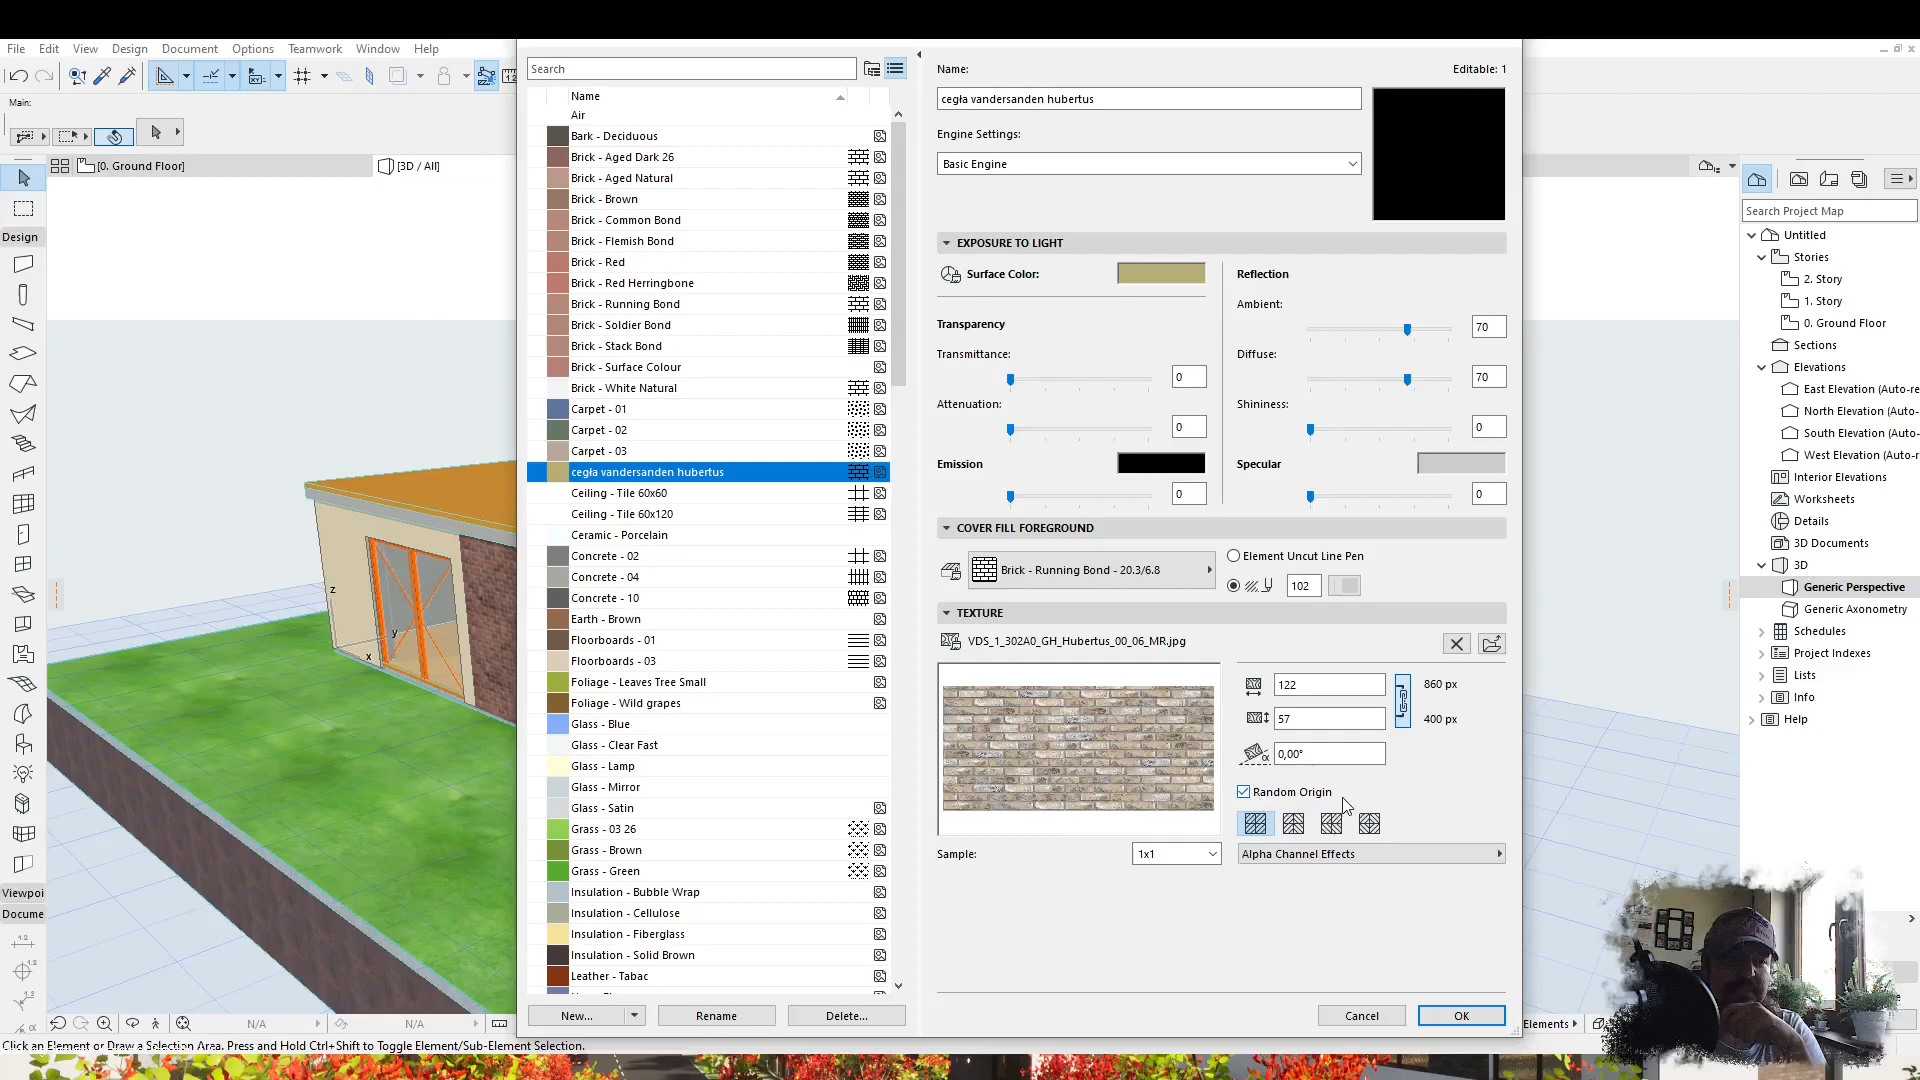 File Edit View Design Document Options Teamwork Window Help
Main:
[0. Ground Floor]
[3D / All]
Design
Viewpoi
Docume
z
y
x
N/A
N/A
Click an Element or Draw a Selection Area. Press and Hold Ctrl+Shift to Toggle Element/Sub-Element Selection.
Search
Name
Air
Bark - Deciduous
Brick - Aged Dark 26
Brick - Aged Natural
Brick - Brown
Brick - Common Bond
Brick - Flemish Bond
Brick - Red
Brick - Red Herringbone
Brick - Running Bond
Brick - Soldier Bond
Brick - Stack Bond
Brick - Surface Colour
Brick - White Natural
Carpet - 01
Carpet - 02
Carpet - 03
cegła vandersanden hubertus
Ceiling - Tile 60x60
Ceiling - Tile 60x120
Ceramic - Porcelain
Concrete - 02
Concrete - 04
Concrete - 10
Earth - Brown
Floorboards - 01
Floorboards - 03
Foliage - Leaves Tree Small
Foliage - Wild grapes
Glass - Blue
Glass - Clear Fast
Glass - Lamp
Glass - Mirror
Glass - Satin
Grass - 03 26
Grass - Brown
Grass - Green
Insulation - Bubble Wrap
Insulation - Cellulose
Insulation - Fiberglass
Insulation - Solid Brown
Leather - Tabac
New...
Rename
Delete...
Name:
Editable: 1
cegła vandersanden hubertus
Engine Settings:
Basic Engine
EXPOSURE TO LIGHT
Surface Color:
Transparency
Transmittance:
0
Attenuation:
0
Emission
0
Reflection
Ambient:
70
Diffuse:
70
Shininess:
0
Specular
0
COVER FILL FOREGROUND
Brick - Running Bond - 20.3/6.8
Element Uncut Line Pen
102
TEXTURE
VDS_1_302A0_GH_Hubertus_00_06_MR.jpg
122
860 px
57
400 px
0,00°
Random Origin
Sample:
1x1
Alpha Channel Effects
Cancel
OK
Search Project Map
Untitled
Stories
2. Story
1. Story
0. Ground Floor
Sections
Elevations
East Elevation (Auto-re
North Elevation (Auto-
South Elevation (Auto-
West Elevation (Auto-r
Interior Elevations
Worksheets
Details
3D Documents
3D
Generic Perspective
Generic Axonometry
Schedules
Project Indexes
Lists
Info
Help
Elements